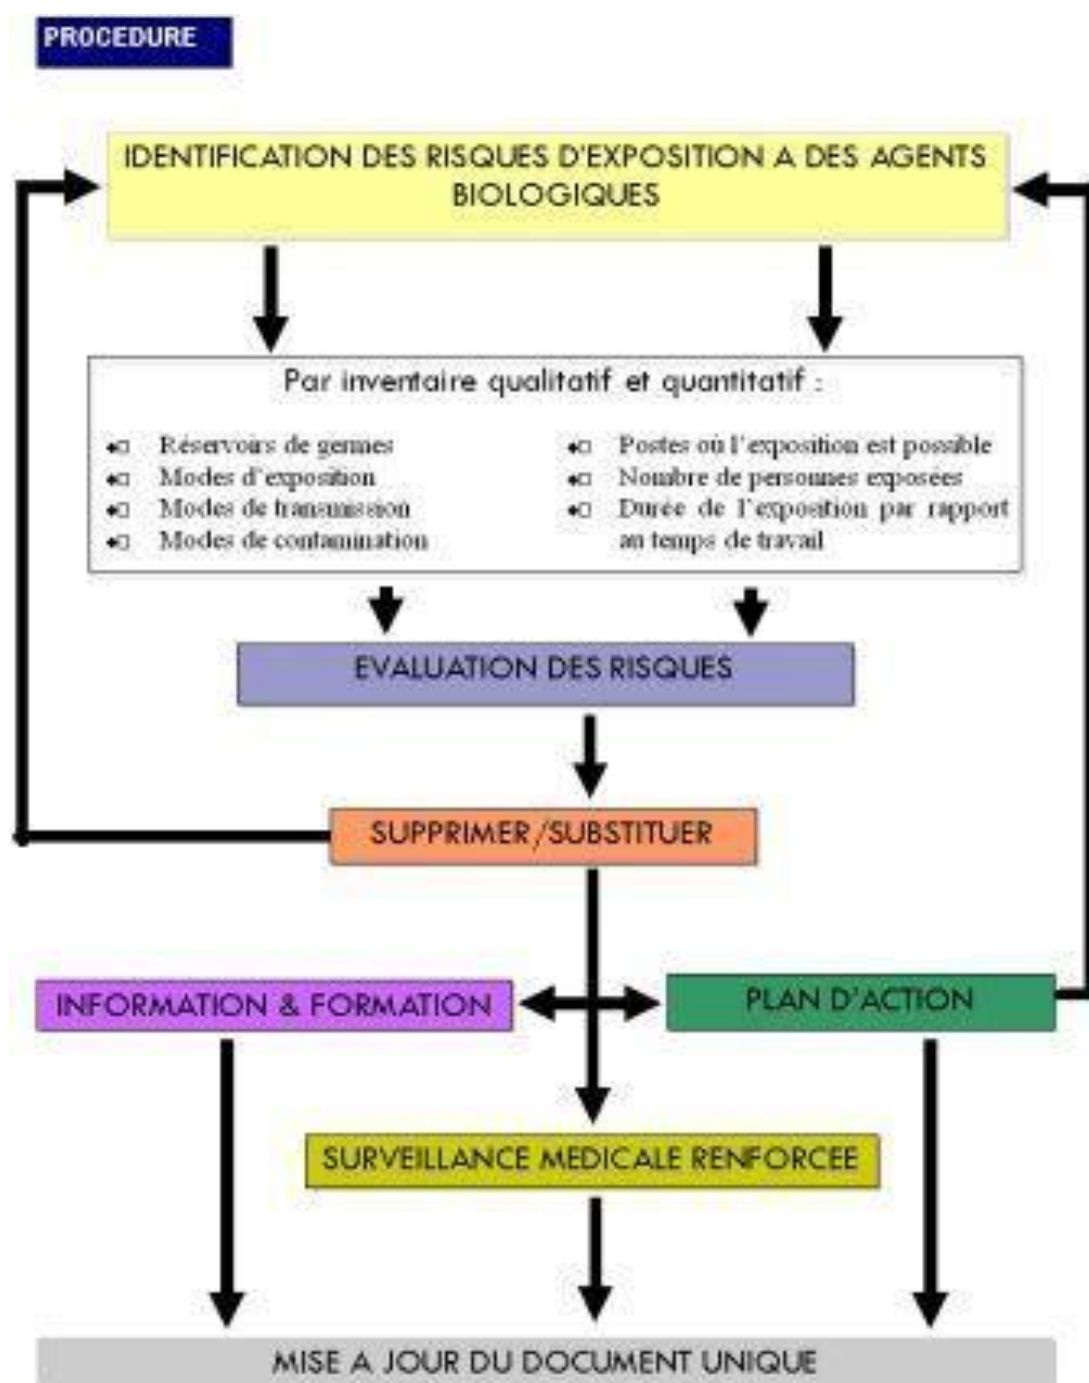 PROCEDURE
IDENTIFICATION DES RISQUES D'EXPOSITION A DES AGENTS
BIOLOGIQUES
Par inventaire qualitatif et quantitatif :
Réservoirs de germes
Modes d'exposition
Modes de transmission
Modes de contamination
Postes où l'exposition est possible
Nombre de personnes exposées
Durée de l'exposition par rapport
au temps de travail
EVALUATION DES RISQUES
SUPPRIMER/SUBSTITUER
INFORMATION & FORMATION
PLAN D'ACTION
SURVEILLANCE MEDICALE RENFORCEE
MISE A JOUR DU DOCUMENT UNIQUE